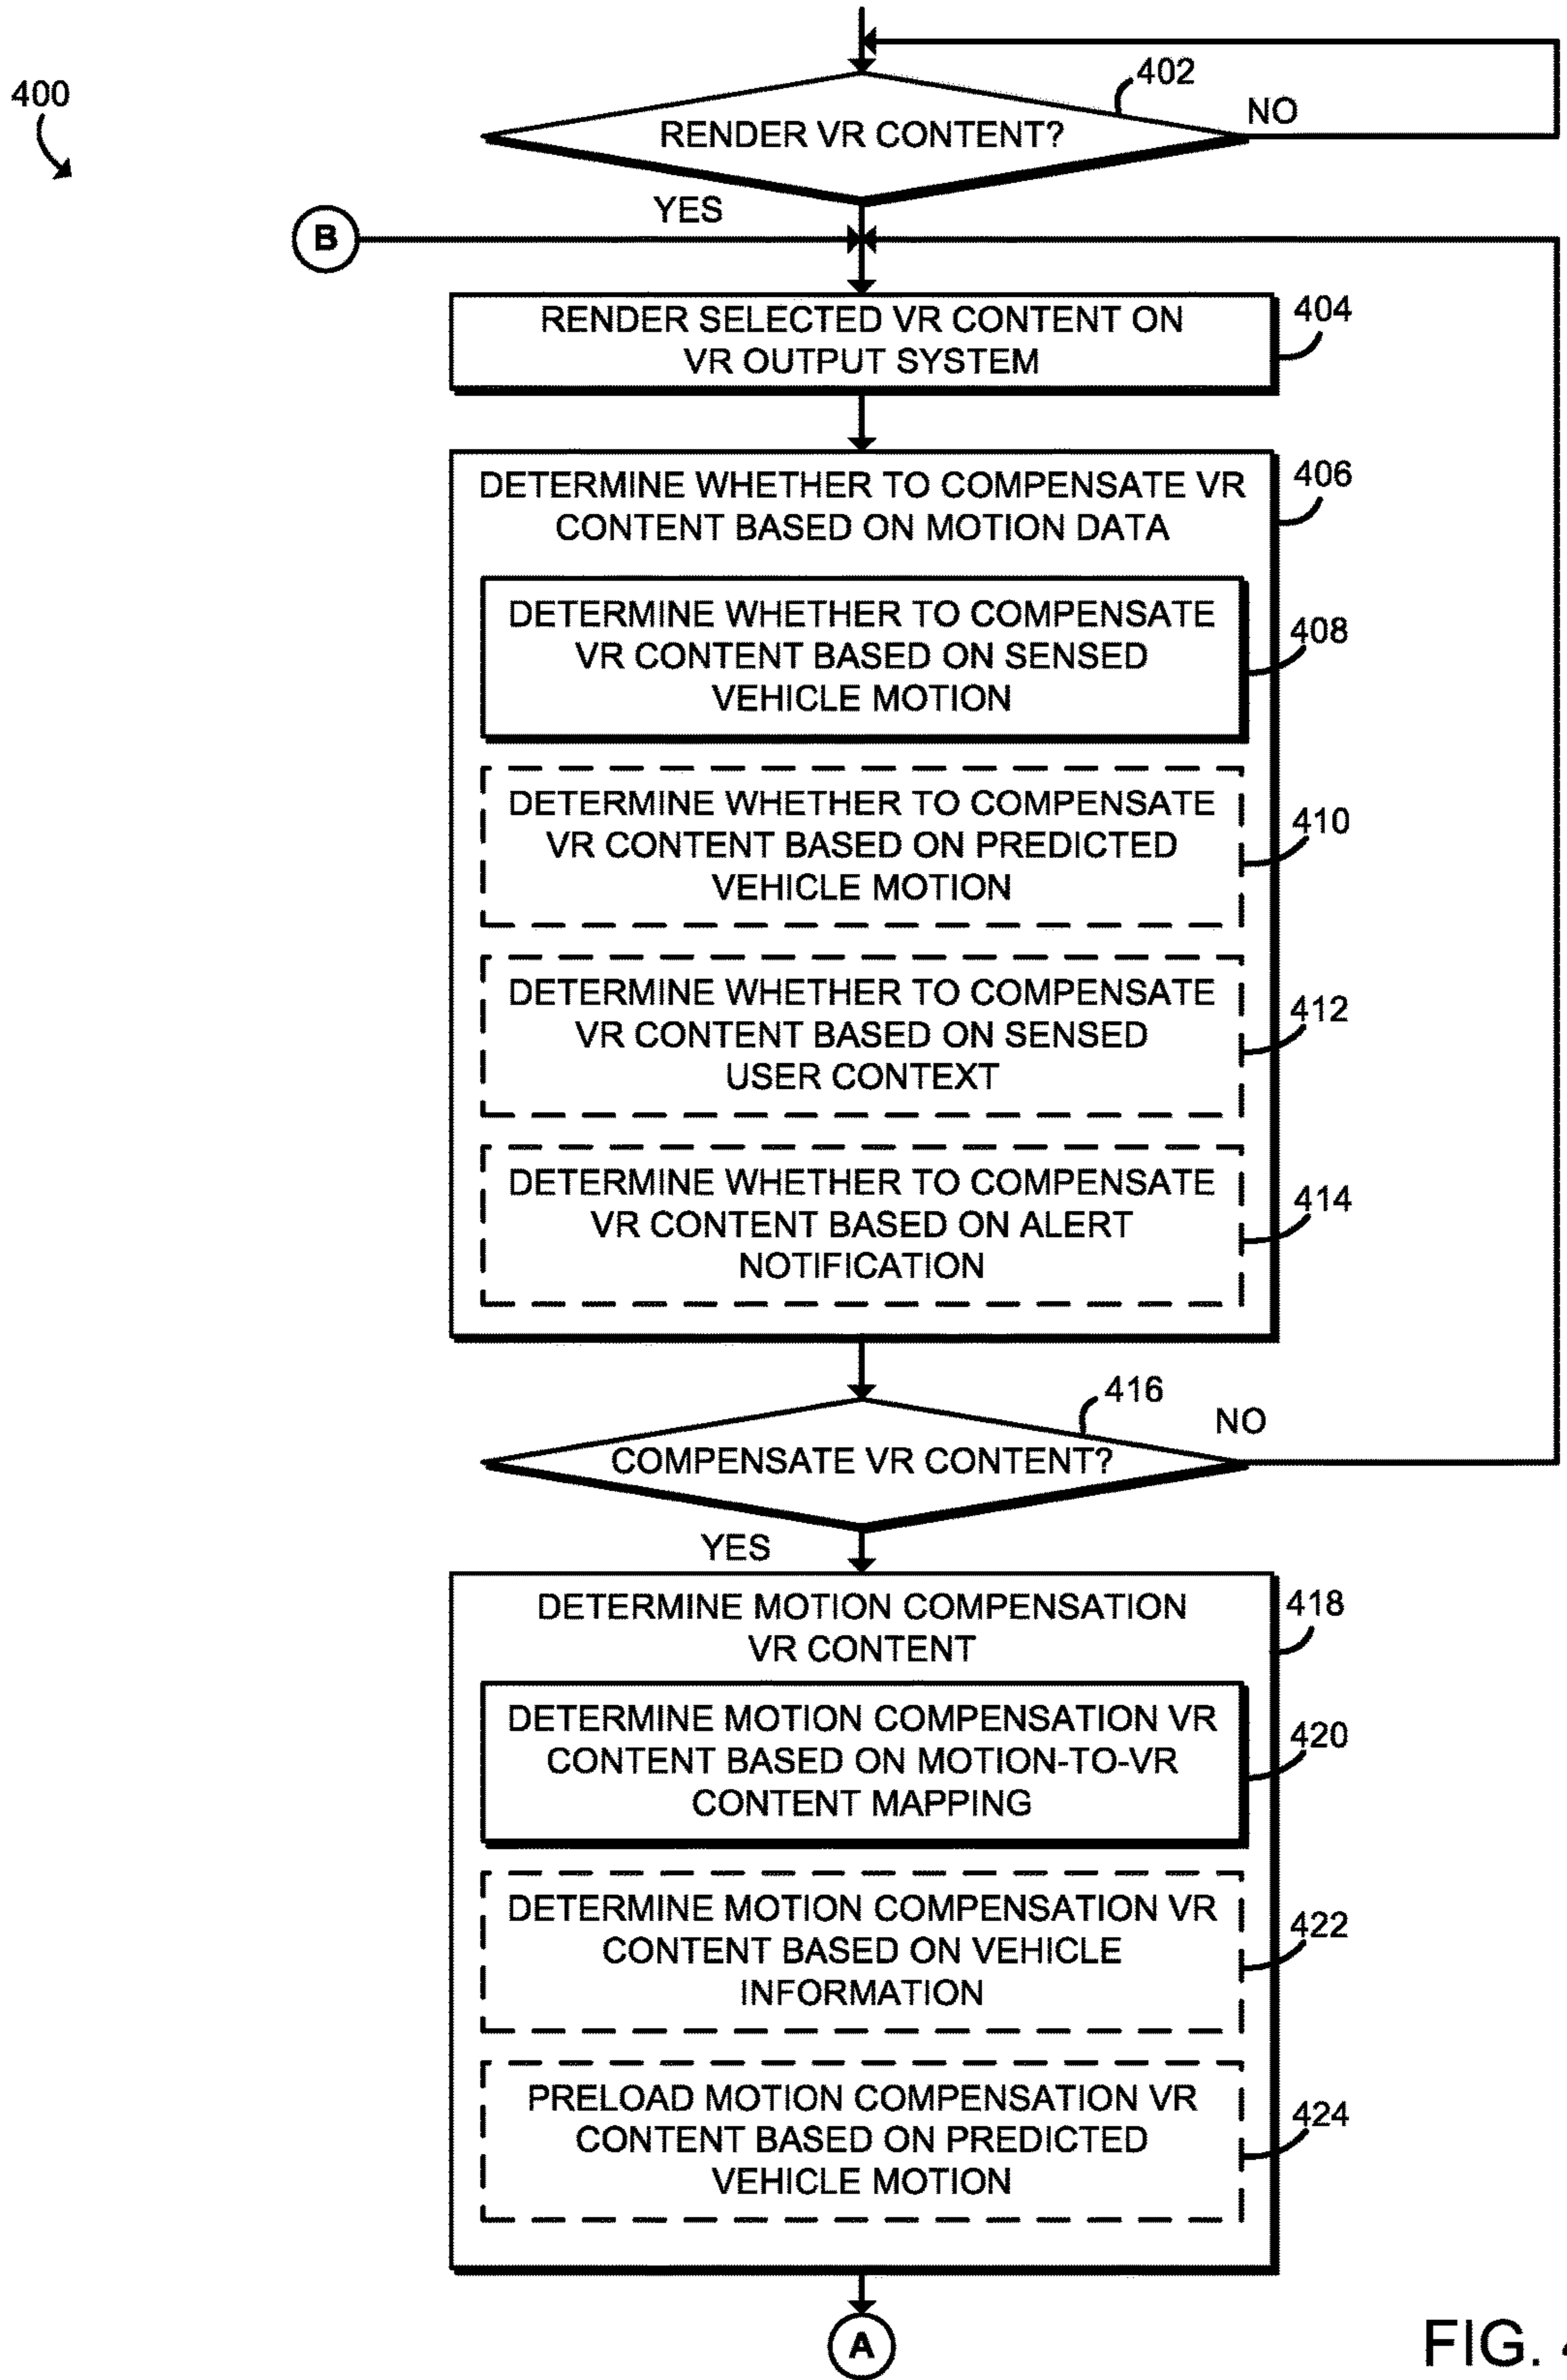 400
402
RENDER VR CONTENT?
NO
YES
B
RENDER SELECTED VR CONTENT ON
VR OUTPUT SYSTEM
404
DETERMINE WHETHER TO COMPENSATE VR
CONTENT BASED ON MOTION DATA
406
DETERMINE WHETHER TO COMPENSATE
VR CONTENT BASED ON SENSED
VEHICLE MOTION
408
DETERMINE WHETHER TO COMPENSATE
VR CONTENT BASED ON PREDICTED
VEHICLE MOTION
410
DETERMINE WHETHER TO COMPENSATE
VR CONTENT BASED ON SENSED
USER CONTEXT
412
DETERMINE WHETHER TO COMPENSATE
VR CONTENT BASED ON ALERT
NOTIFICATION
414
416
COMPENSATE VR CONTENT?
NO
YES
DETERMINE MOTION COMPENSATION
VR CONTENT
418
DETERMINE MOTION COMPENSATION VR
CONTENT BASED ON MOTION-TO-VR
CONTENT MAPPING
420
DETERMINE MOTION COMPENSATION VR
CONTENT BASED ON VEHICLE
INFORMATION
422
PRELOAD MOTION COMPENSATION VR
CONTENT BASED ON PREDICTED
VEHICLE MOTION
424
A
FIG.